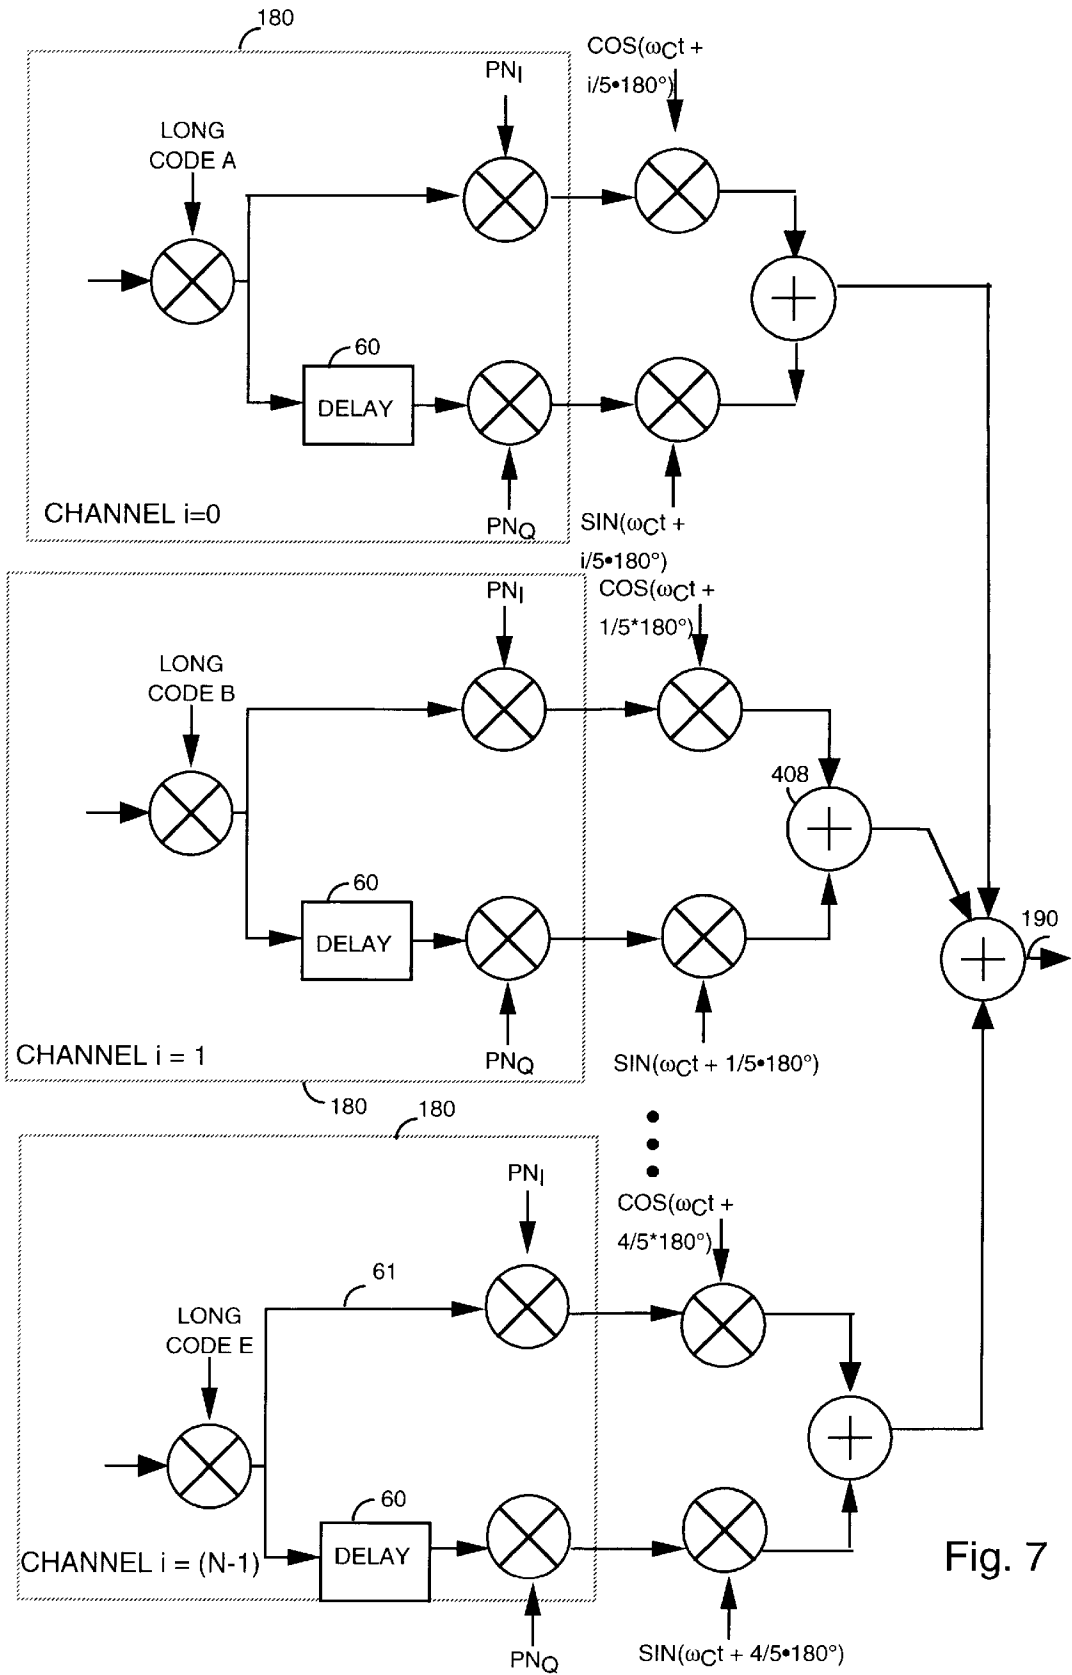 180
COS(ωCt +
i/5•180°)
PNI
LONG
CODE A
60
DELAY
CHANNEL i=0
PNQ
SIN(ωCt +
i/5•180°)
PNI
COS(ωCt +
1/5*180°)
LONG
CODE B
408
60
DELAY
190
CHANNEL i = 1
PNQ
SIN(ωCt + 1/5•180°)
180
180
PNI
COS(ωCt +
4/5*180°)
61
LONG
CODE E
60
DELAY
CHANNEL i = (N-1)
Fig. 7
PNQ
SIN(ωCt + 4/5•180°)